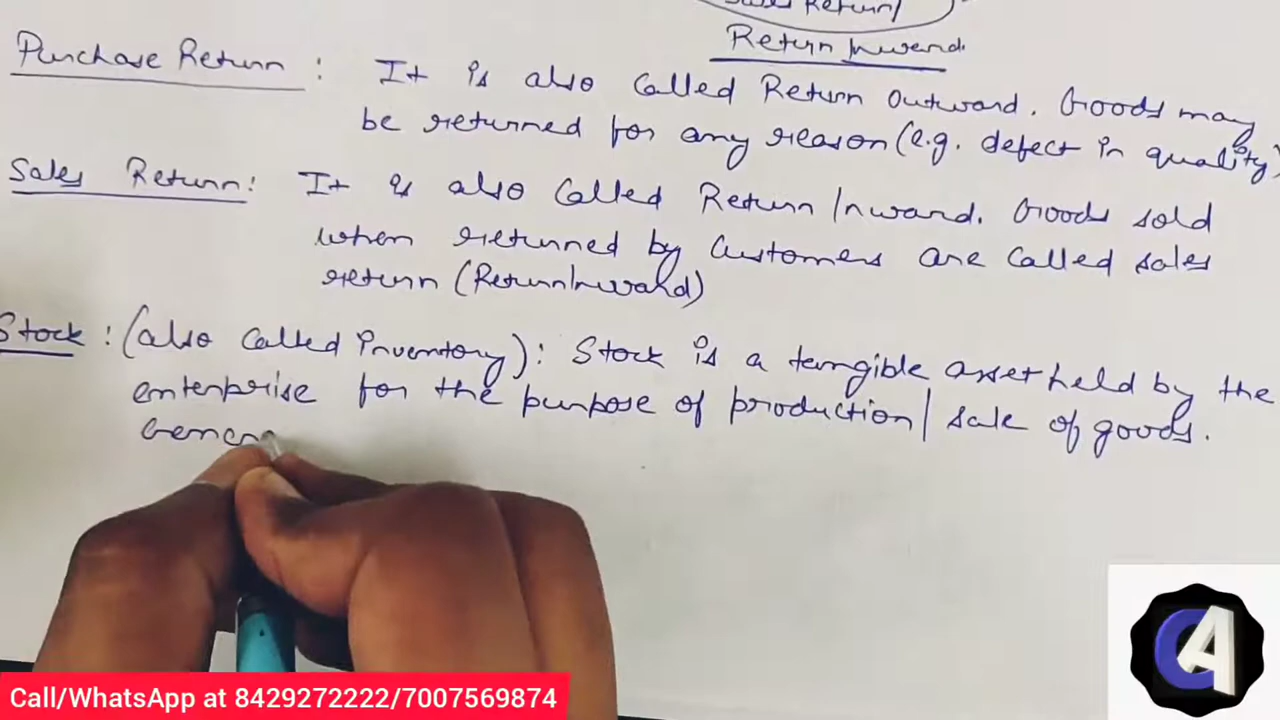 Sales Return/
Return Inward.
Purchase Return : It is also called Return Outward. Goods may
be returned for any reason (e.g. defect in quality)
Sales Return : It is also called Return Inward. Goods sold
when returned by customers are called sales
return (Return Inward)
Stock : (also called inventory) : Stock is a tangible asset held by the
enterprise for the purpose of production / sale of goods.
CA
Call/WhatsApp at 8429272222/7007569874